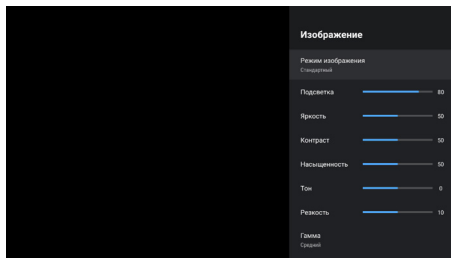 Изображение
Режим изображения
Стандартный
Подсветка 80
Яркость 50
Контраст 50
Насыщенность 50
Тон 0
Резкость 10
Гамма
Средний